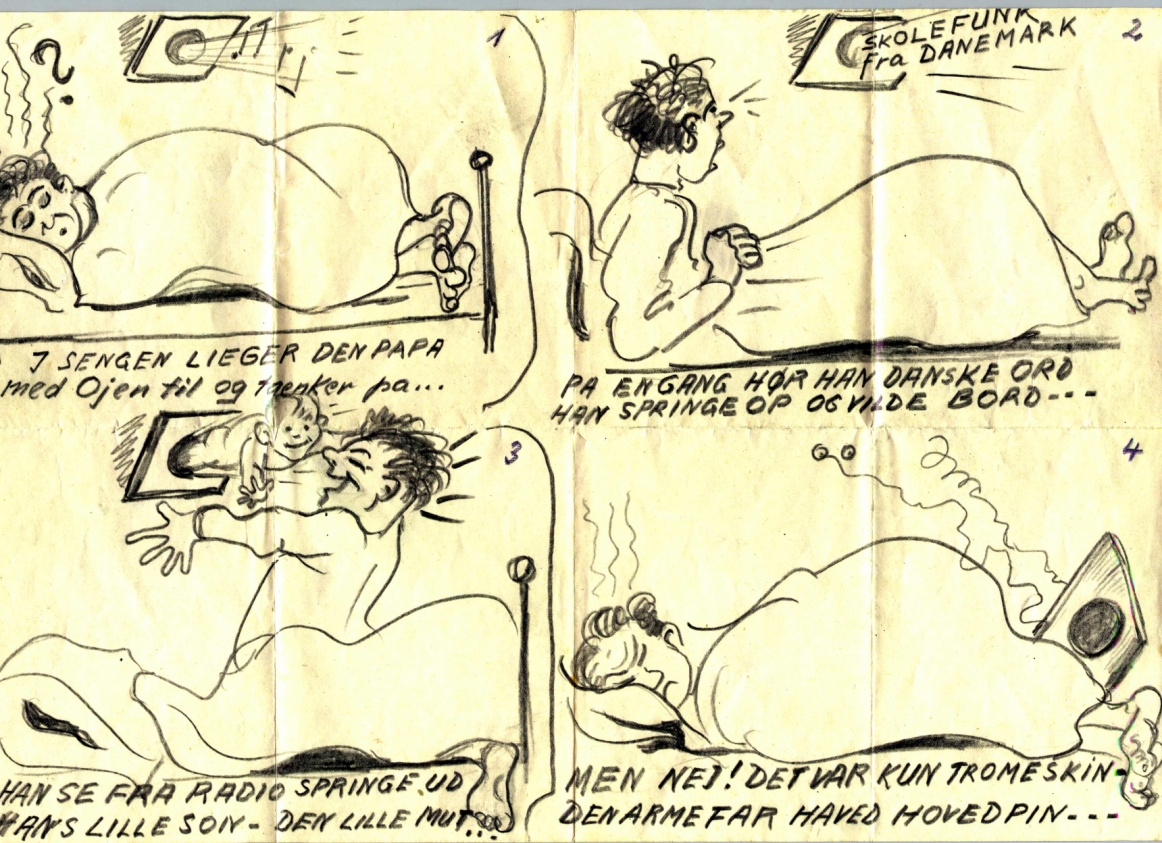 1
?
J SENGEN LIEGER DEN PAPA
med Ojen til og tænker pa...
2
SKOLEFUNK
fra DANEMARK
PA ENGANG HØR HAN DANSKE ORD
HAN SPRINGE OP OG VILDE BORD---
3
HAN SE FRA RADIO SPRINGE UD
HANS LILLE SON - DEN LILLE MUT...
4
MEN NEJ! DET VAR KUN TROMESKIN-
DEN ARME FAR HAVED HOVEDPIN---